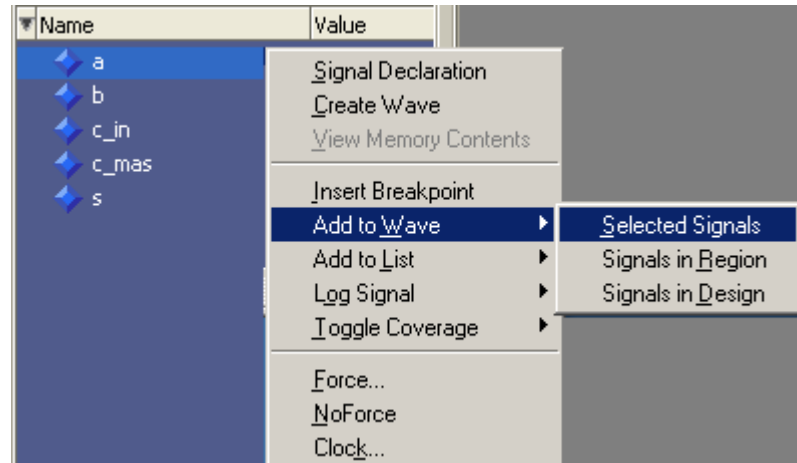 Name Value
a
b
c_in
c_mas
s
Signal Declaration
Create Wave
View Memory Contents
Insert Breakpoint
Add to Wave
Add to List
Log Signal
Toggle Coverage
Force...
NoForce
Clock...
Selected Signals
Signals in Region
Signals in Design